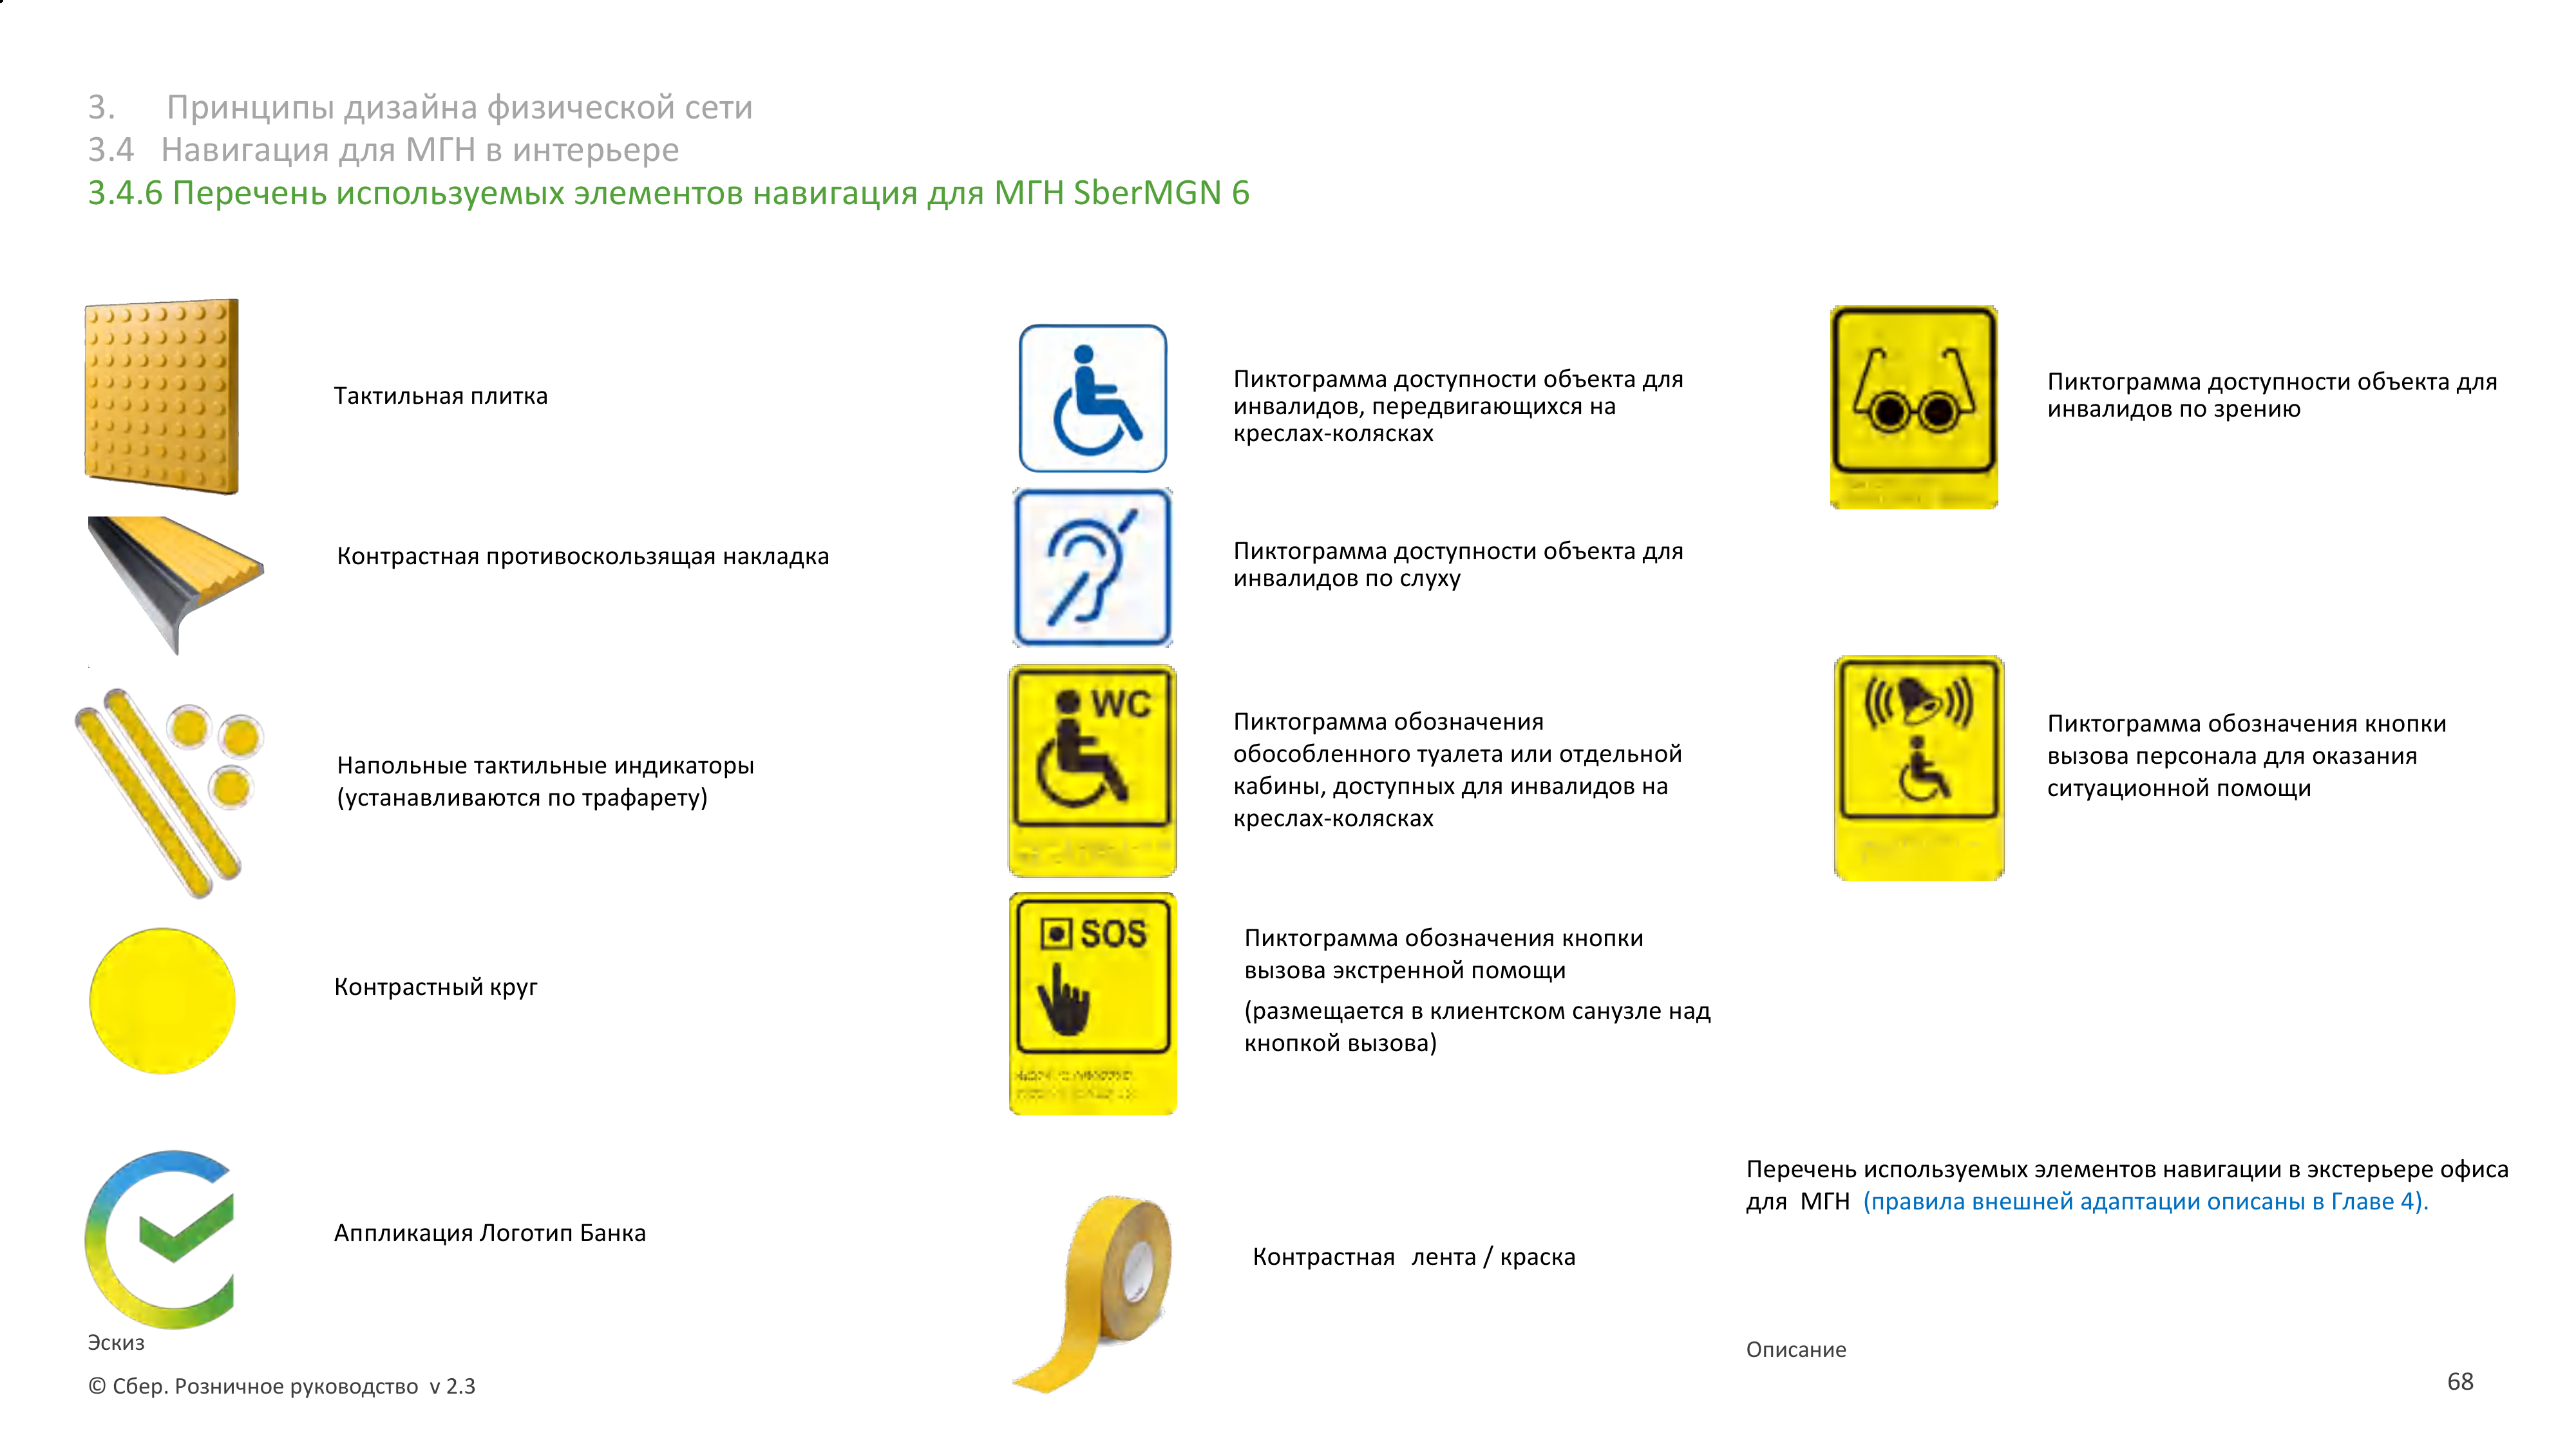 3. Принципы дизайна физической сети
3.4 Навигация для МГН в интерьере
3.4.6 Перечень используемых элементов навигация для МГН SberMGN 6
Тактильная плитка
Контрастная противоскользящая накладка
Напольные тактильные индикаторы
(устанавливаются по трафарету)
Контрастный круг
Аппликация Логотип Банка
Пиктограмма доступности объекта для
инвалидов, передвигающихся на
креслах-колясках
Пиктограмма доступности объекта для
инвалидов по слуху
WC
Пиктограмма обозначения
обособленного туалета или отдельной
кабины, доступных для инвалидов на
креслах-колясках
SOS
Пиктограмма обозначения кнопки
вызова экстренной помощи
(размещается в клиентском санузле над
кнопкой вызова)
Контрастная лента / краска
Пиктограмма доступности объекта для
инвалидов по зрению
Пиктограмма обозначения кнопки
вызова персонала для оказания
ситуационной помощи
Перечень используемых элементов навигации в экстерьере офиса
для МГН (правила внешней адаптации описаны в Главе 4).
Эскиз
Описание
© Сбер. Розничное руководство v 2.3
68